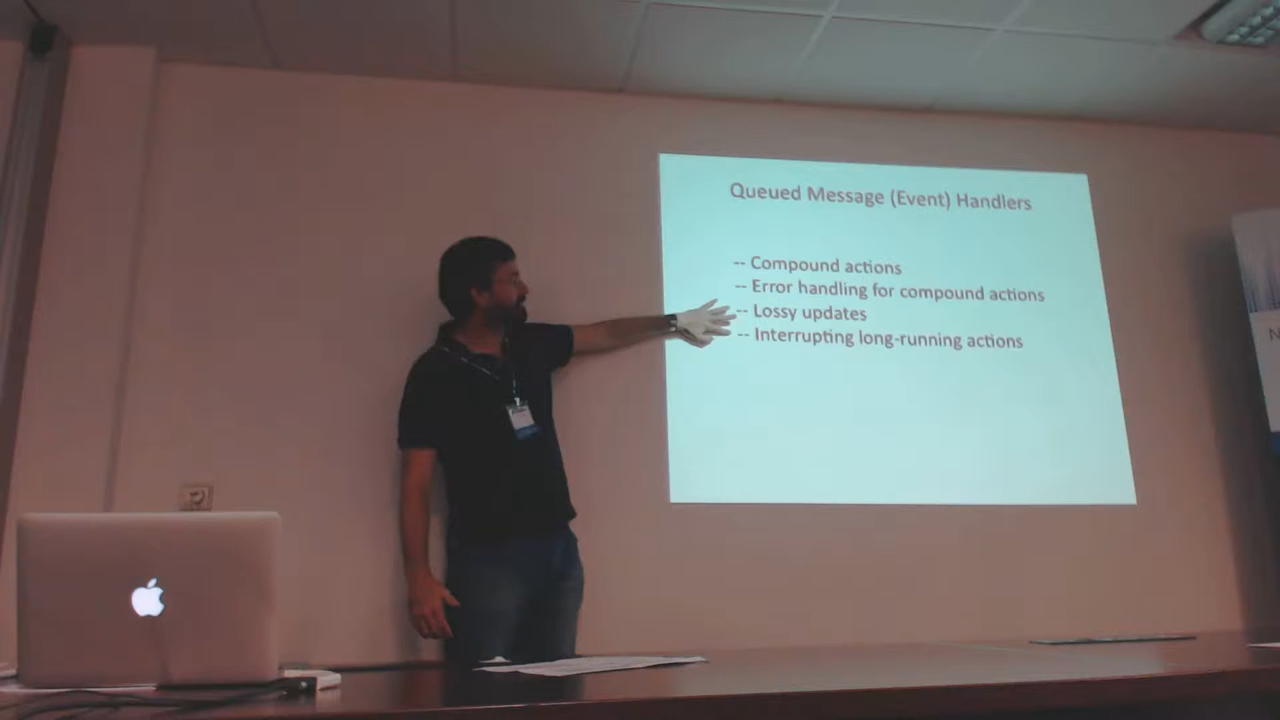 Queued Message (Event) Handlers
-- Compound actions
-- Error handling for compound actions
-- Lossy updates
-- Interrupting long-running actions
N